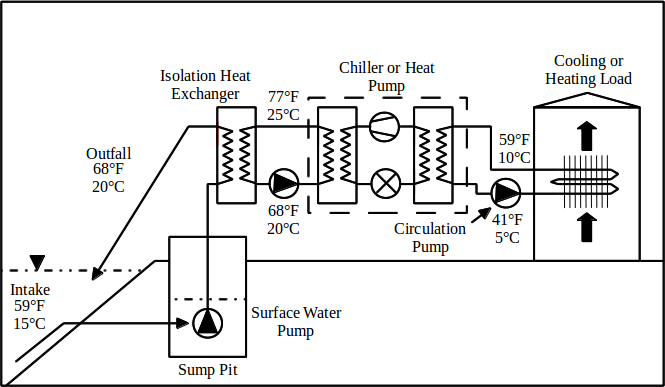 Cooling or
Heating Load
Chiller or Heat
Pump
Isolation Heat
Exchanger
77°F
25°C
59°F
10°C
Outfall
68°F
20°C
68°F
20°C
41°F
5°C
Circulation
Pump
Intake
59°F
15°C
Surface Water
Pump
Sump Pit